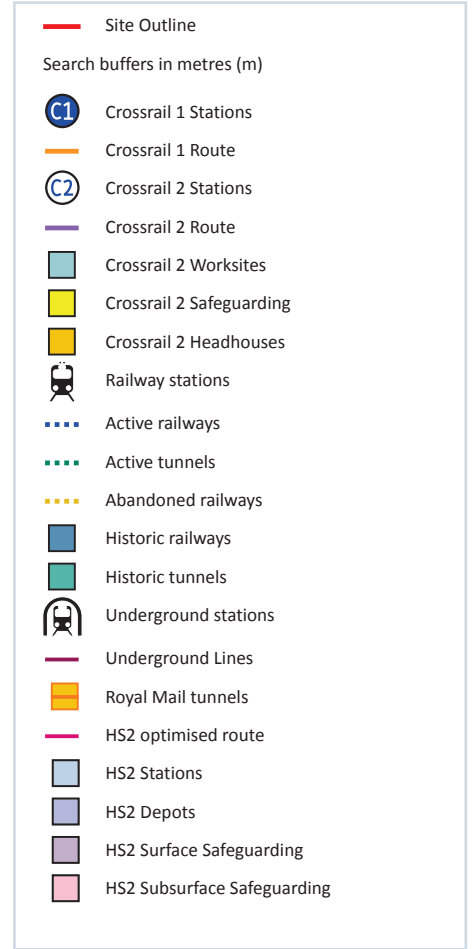 Site Outline
Search buffers in metres (m)
C1 Crossrail 1 Stations
Crossrail 1 Route
C2 Crossrail 2 Stations
Crossrail 2 Route
Crossrail 2 Worksites
Crossrail 2 Safeguarding
Crossrail 2 Headhouses
Railway stations
Active railways
Active tunnels
Abandoned railways
Historic railways
Historic tunnels
Underground stations
Underground Lines
Royal Mail tunnels
HS2 optimised route
HS2 Stations
HS2 Depots
HS2 Surface Safeguarding
HS2 Subsurface Safeguarding